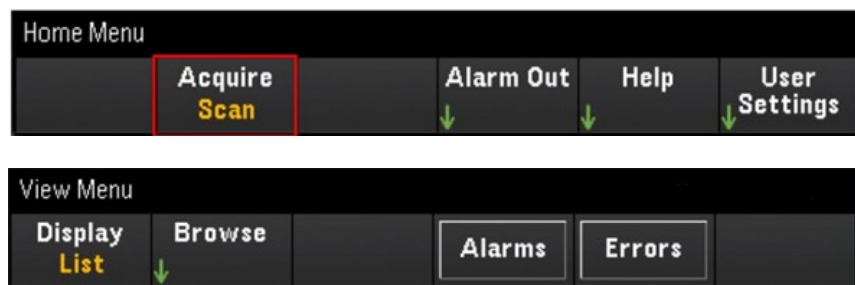 Home Menu
Acquire
Scan
Alarm Out
Help
User
Settings
View Menu
Display
List
Browse
Alarms
Errors